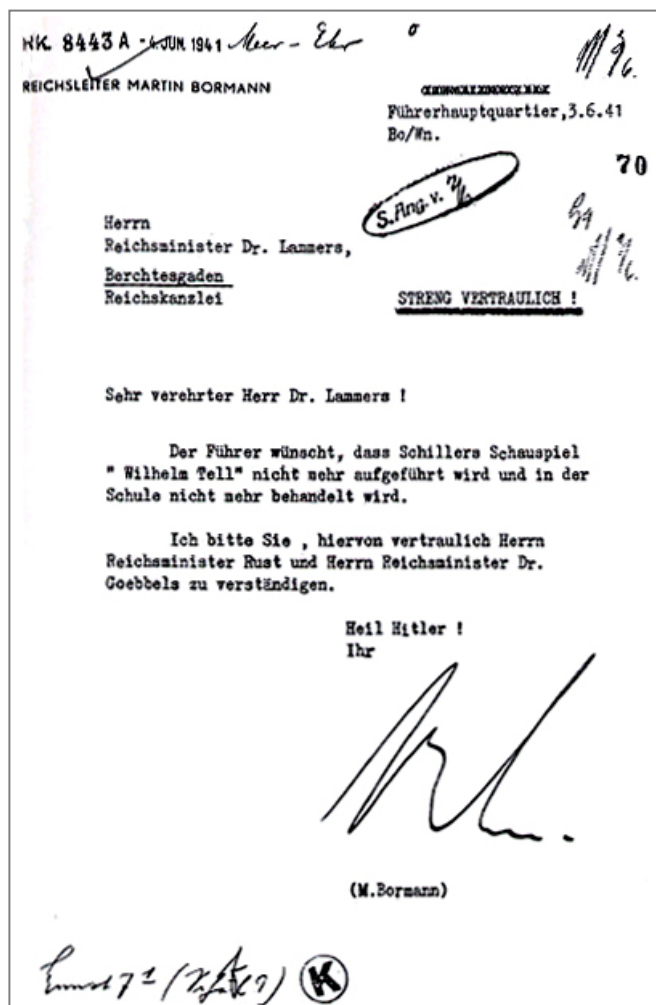 RK. 8443 A - 4. JUN. 1941
REICHSLEITER MARTIN BORMANN
Führerhauptquartier,3.6.41
Bo/Wn.
70
S. Ang. v.
Herrn
Reichsminister Dr. Lammers,
Berchtesgaden
Reichskanzlei
STRENG VERTRAULICH !
Sehr verehrter Herr Dr. Lammers !
Der Führer wünscht, dass Schillers Schauspiel
" Wilhelm Tell" nicht mehr aufgeführt wird und in der
Schule nicht mehr behandelt wird.
Ich bitte Sie , hiervon vertraulich Herrn
Reichsminister Rust und Herrn Reichsminister Dr.
Goebbels zu verständigen.
Heil Hitler !
Ihr
(M.Bormann)
K